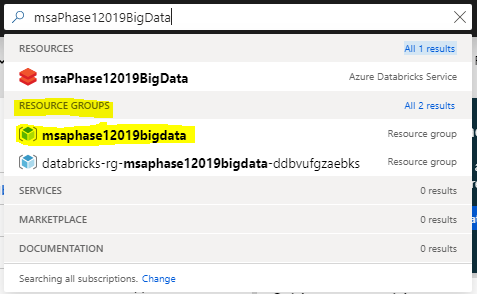 msaPhase12019BigData
RESOURCES All 1 results
msaPhase12019BigData Azure Databricks Service
RESOURCE GROUPS All 2 results
msaphase12019bigdata Resource group
databricks-rg-msaphase12019bigdata-ddbvufgzaebks Resource group
SERVICES 0 results
MARKETPLACE 0 results
DOCUMENTATION 0 results
Searching all subscriptions. Change